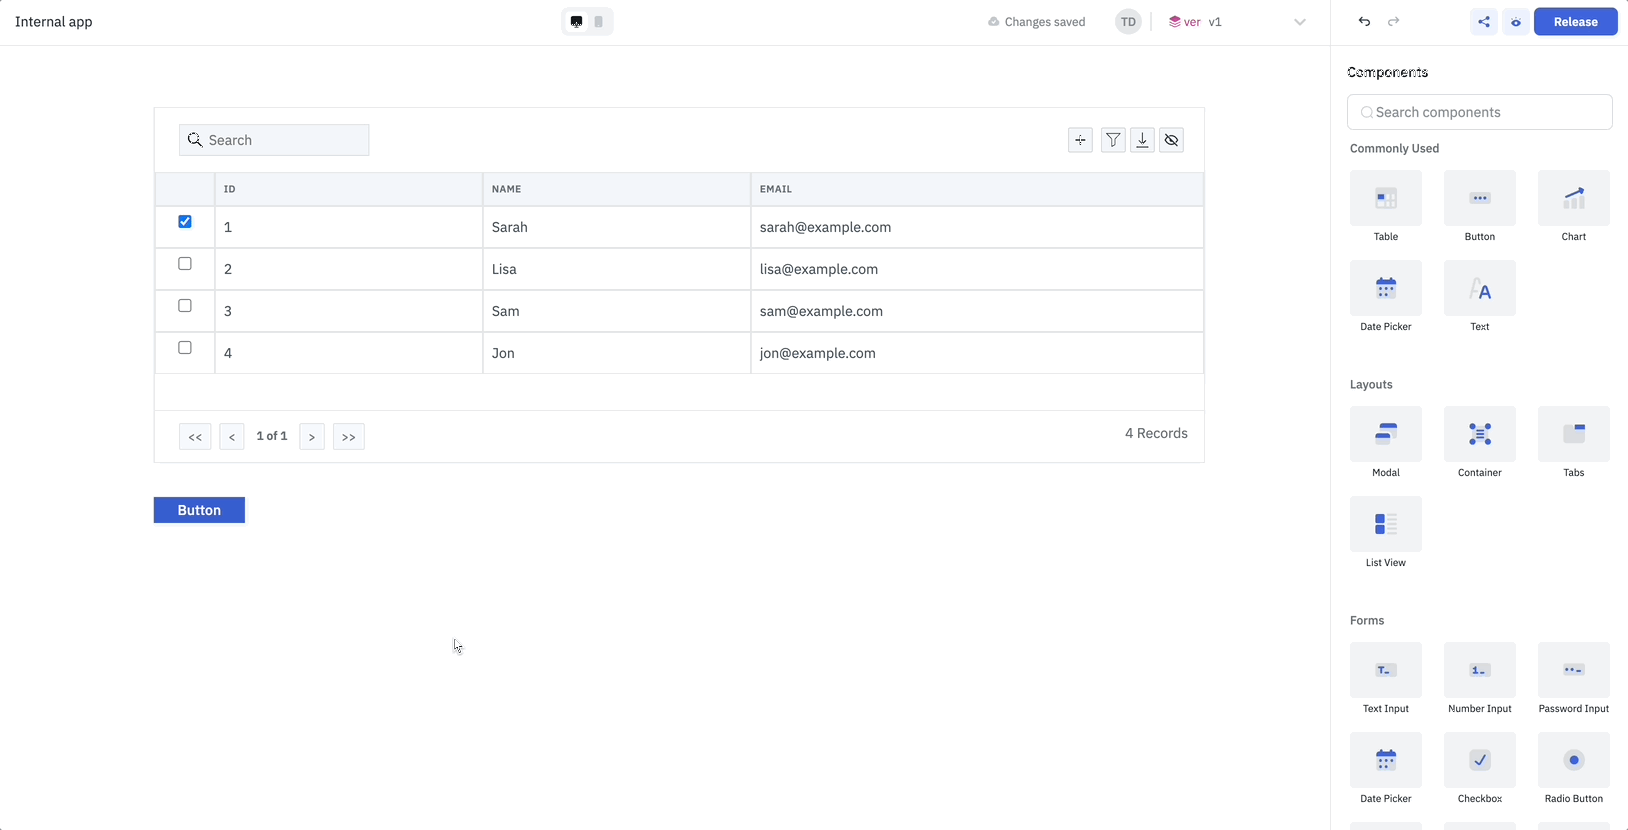 Internal app
Changes saved
TD
ver v1
Release
Search
ID NAME EMAIL
1 Sarah sarah@example.com
2 Lisa lisa@example.com
3 Sam sam@example.com
4 Jon jon@example.com
<< < 1 of 1 > >>
4 Records
Button
Components
Search components
Commonly Used
Table Button Chart
Date Picker Text
Layouts
Modal Container Tabs
List View
Forms
Text Input Number Input Password Input
Date Picker Checkbox Radio Button